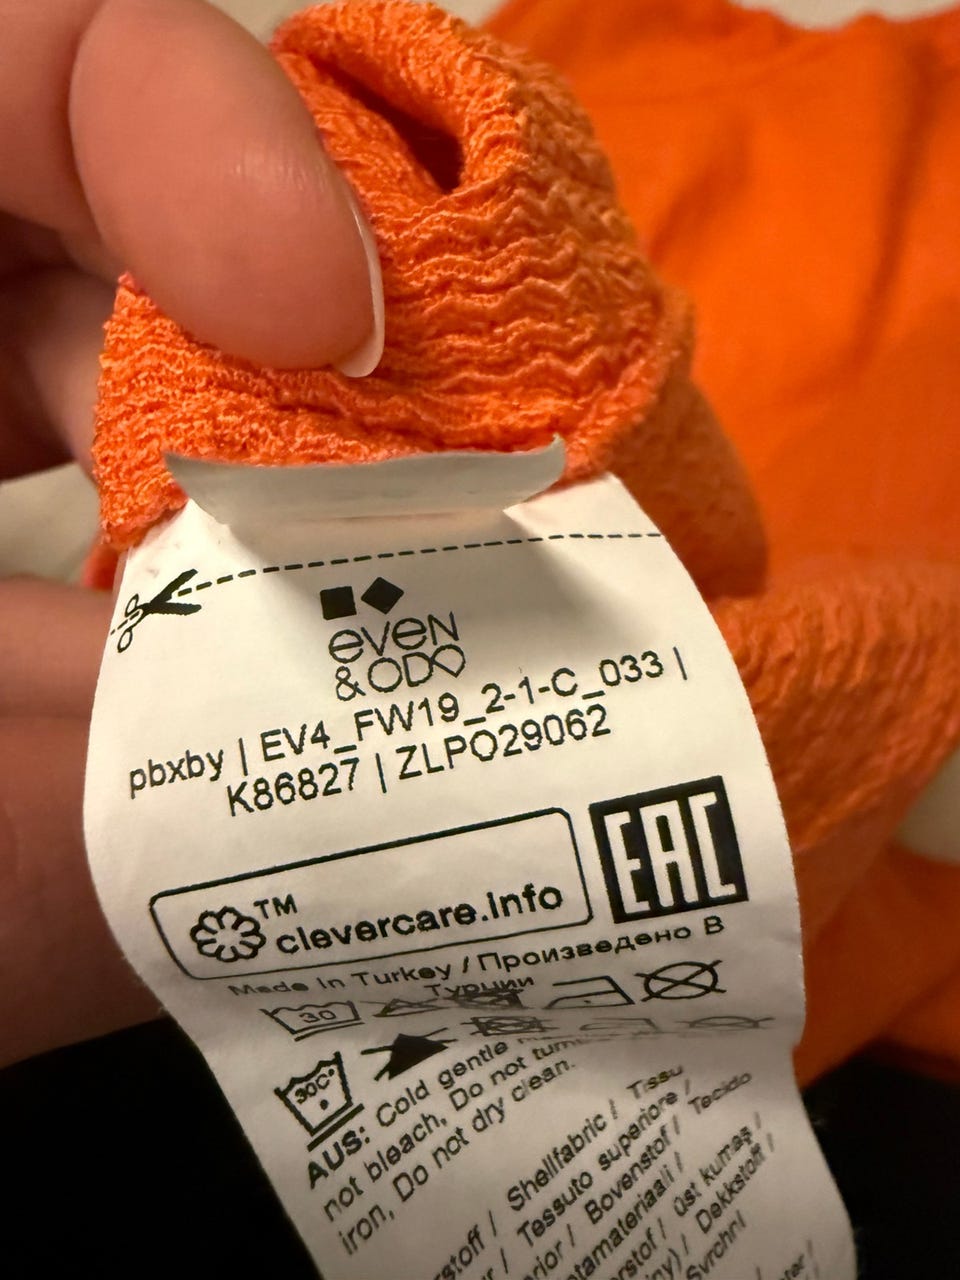 even
&ODD
pbxby | EV4_FW19_2-1-C_033 |
K86827 | ZLPO29062
TM
clevercare.info
EAC
Made In Turkey / Произведено В
Турции
30
30C°
AUS: Cold gentle
not bleach, Do not
iron, Do not dry clean.
Shellfabric / Tissu
Tessuto superiore /
Bovenstof / Tecido
üst kumaş /
Dekkstoff /
Svrchní